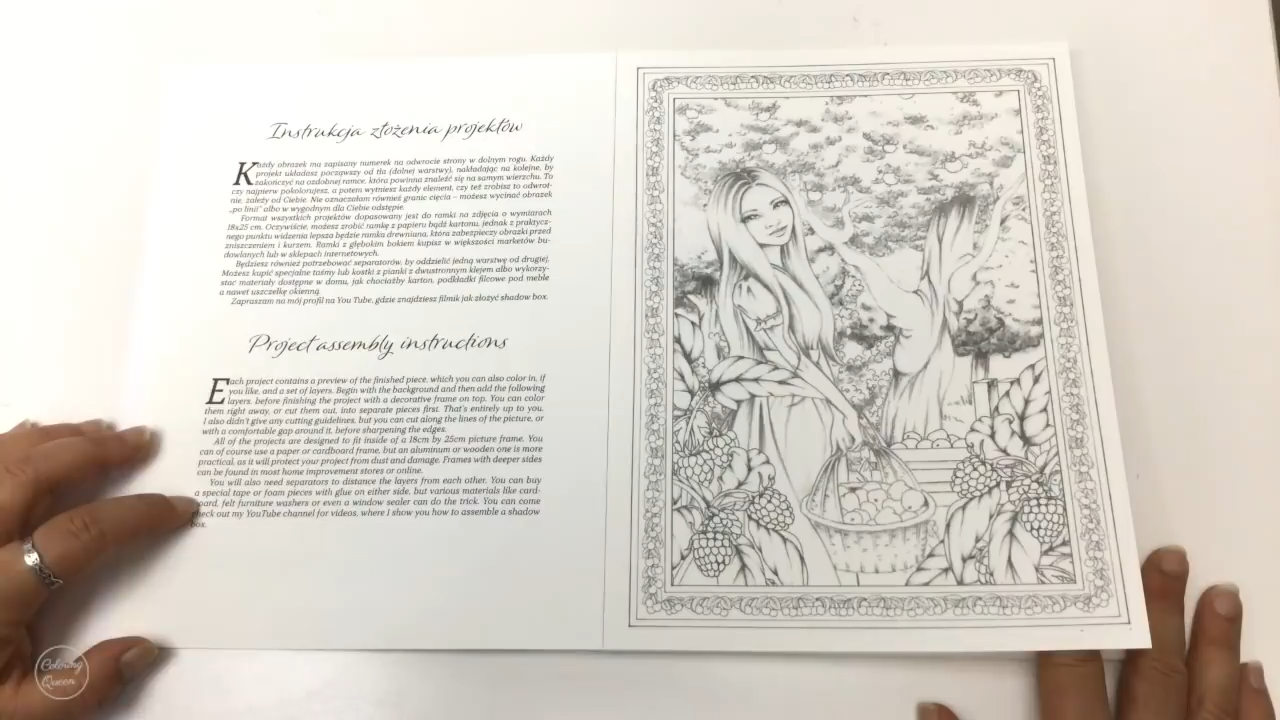 Instrukcja złożenia projektów
Każdy obrazek ma zapisany numerek na odwrocie strony w dolnym rogu. Każdy
projekt układasz począwszy od tła (dolnej warstwy), nakładając na kolejne, by
zakończyć na ozdobnej ramce, która powinna znaleźć się na samym wierzchu. To
czy najpierw pokolorujesz, a potem wytniesz każdy element, czy też zrobisz to odwrot-
nie, zależy od Ciebie. Nie oznaczałam również granic cięcia – możesz wycinać obrazek
„po linii” albo w wygodnym dla Ciebie odstępie.
Format wszystkich projektów dopasowany jest do ramki na zdjęcia o wymiarach
18x25 cm. Oczywiście, możesz zrobić ramkę z papieru bądź kartonu, jednak z praktycz-
nego punktu widzenia lepsza będzie ramka drewniana, która zabezpieczy obrazki przed
zniszczeniem i kurzem. Ramki z głębokim bokiem kupisz w większości marketów bu-
dowlanych lub w sklepach internetowych.
Będziesz również potrzebować separatorów, by oddzielić jedną warstwę od drugiej.
Możesz kupić specjalne taśmy lub kostki z pianki z dwustronnym klejem albo wykorzy-
stać materiały dostępne w domu, jak chociażby karton, podkładki filcowe pod meble
a nawet uszczelkę okienną.
Zapraszam na mój profil na You Tube, gdzie znajdziesz filmik jak złożyć shadow box.
Project assembly instructions
Each project contains a preview of the finished piece, which you can also color in, if
you like, and a set of layers. Begin with the background and then add the following
layers, before finishing the project with a decorative frame on top. You can color
them right away, or cut them out, into separate pieces first. That's entirely up to you.
I also didn't give any cutting guidelines, but you can cut along the lines of the picture, or
with a comfortable gap around it, before sharpening the edges.
All of the projects are designed to fit inside of a 18cm by 25cm picture frame. You
can of course use a paper or cardboard frame, but an aluminum or wooden one is more
practical, as it will protect your project from dust and damage. Frames with deeper sides
can be found in most home improvement stores or online.
You will also need separators to distance the layers from each other. You can buy
a special tape or foam pieces with glue on either side, but various materials like card-
board, felt furniture washers or even a window sealer can do the trick. You can come
check out my YouTube channel for videos, where I show you how to assemble a shadow
box.
Colouring
Queen